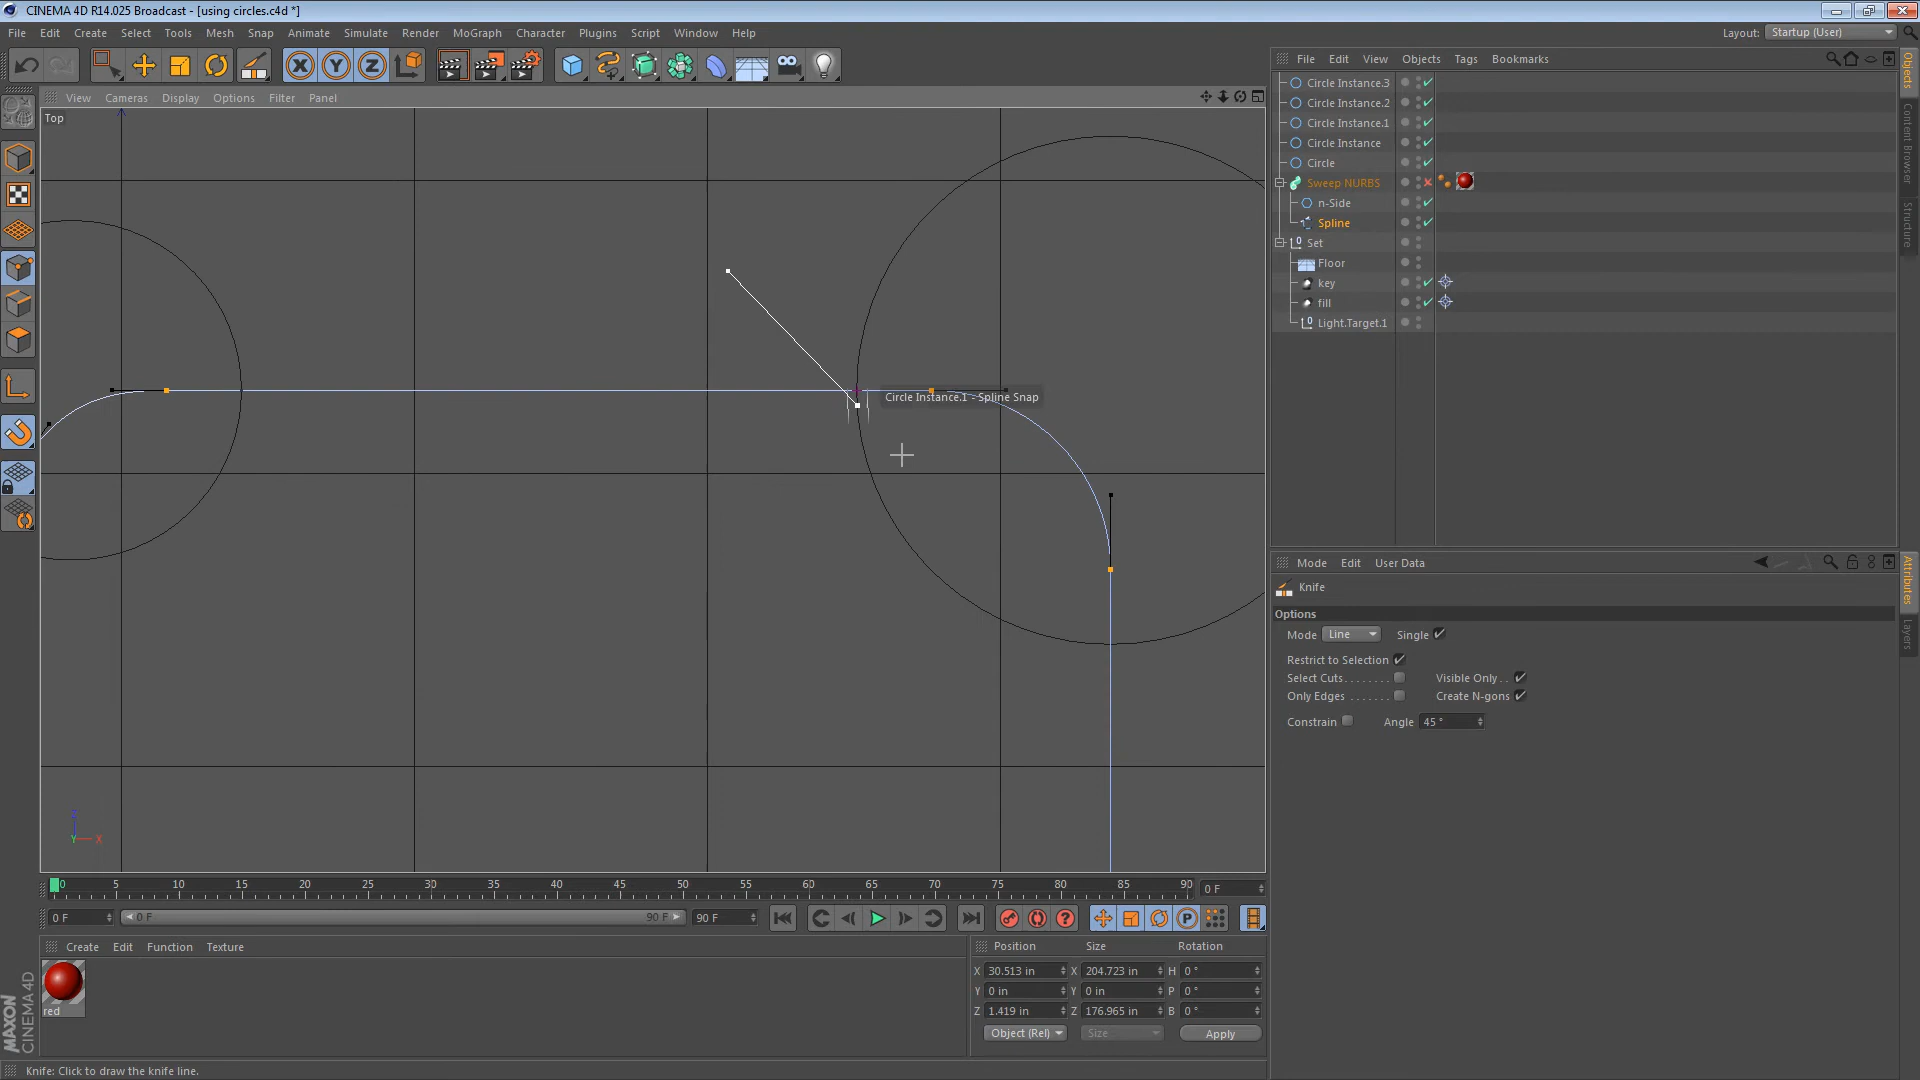 CINEMA 4D R14.025 Broadcast - [using circles.c4d *]
File Edit Create Select Tools Mesh Snap Animate Simulate Render MoGraph Character Plugins Script Window Help
Layout: Startup (User)
View Cameras Display Options Filter Panel
Top
Circle Instance.1 - Spline Snap
File Edit View Objects Tags Bookmarks
Circle Instance.3
Circle Instance.2
Circle Instance.1
Circle Instance
Circle
Sweep NURBS
n-Side
Spline
Set
Floor
key
fill
Light.Target.1
Objects
Content Browser
Structure
Mode Edit User Data
Knife
Options
Mode Line Single
Restrict to Selection
Select Cuts Visible Only
Only Edges Create N-gons
Constrain Angle 45 °
Attributes
Layers
X Y Z
Z
Y X
0 5 10 15 20 25 30 35 40 45 50 55 60 65 70 75 80 85 90 0 F
0 F 0 F 90 F 90 F
Create Edit Function Texture
red
MAXON
CINEMA 4D
Position Size Rotation
X 30.513 in X 204.723 in H 0 °
Y 0 in Y 0 in P 0 °
Z 1.419 in Z 176.965 in B 0 °
Object (Rel) Size Apply
Knife: Click to draw the knife line.